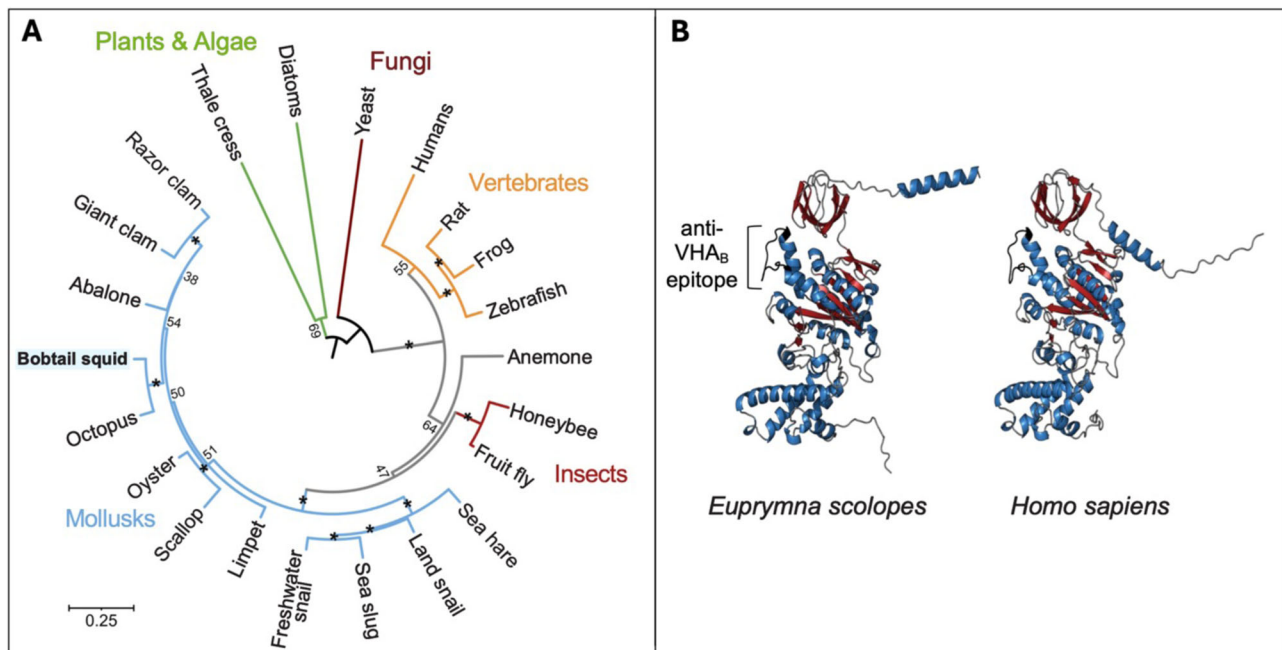 A
Plants & Algae
Thale cress
Diatoms
Fungi
Yeast
Humans
Vertebrates
Rat
Frog
Zebrafish
Anemone
Honeybee
Fruit fly
Insects
Sea hare
Land snail
Sea slug
Freshwater
snail
Limpet
Scallop
Oyster
Mollusks
Octopus
Bobtail squid
Abalone
Giant clam
Razor clam
69
55
*
*
*
*
64
47
*
*
*
*
51
*
50
*
54
38
*
0.25
B
anti-
VHAB
epitope
Euprymna scolopes
Homo sapiens